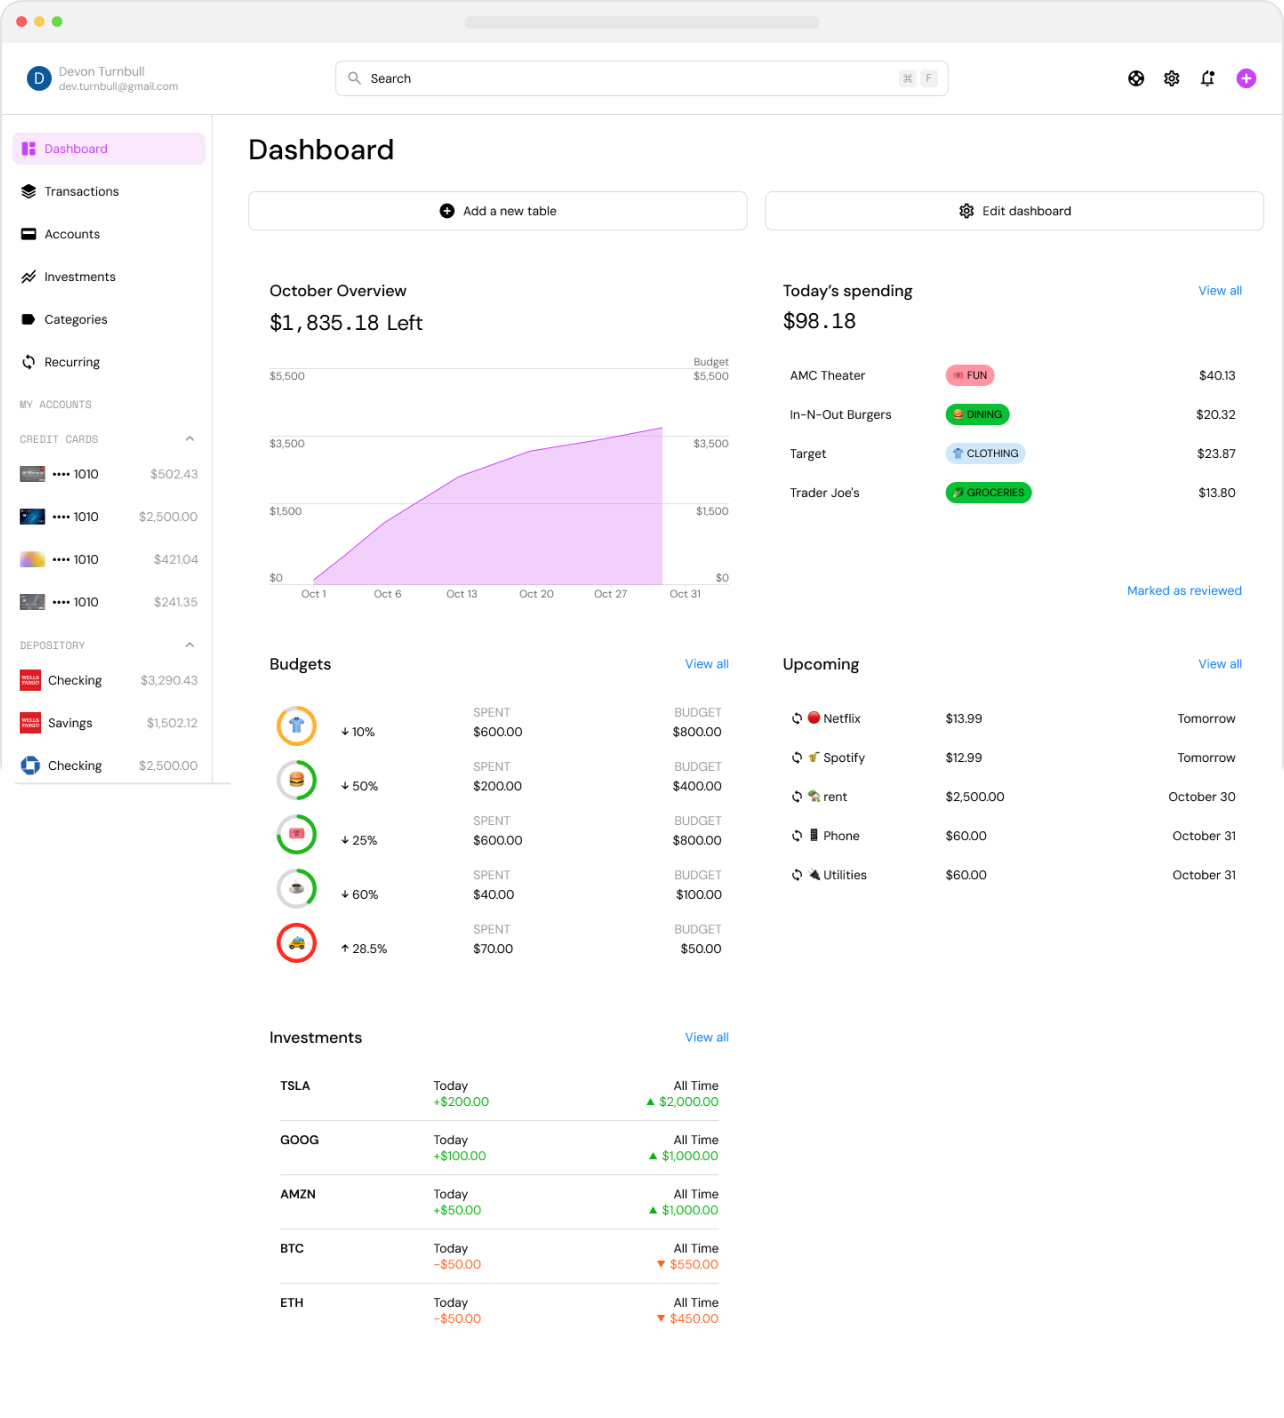 D
Devon Turnbull
dev.turnbull@gmail.com
Search
⌘ F
Dashboard
Transactions
Accounts
Investments
Categories
Recurring
MY ACCOUNTS
CREDIT CARDS
•••• 1010 $502.43
•••• 1010 $2,500.00
•••• 1010 $421.04
•••• 1010 $241.35
DEPOSITORY
WELLS
FARGO
Checking $3,290.43
WELLS
FARGO
Savings $1,502.12
Checking $2,500.00
Dashboard
Add a new table
Edit dashboard
October Overview
$1,835.18 Left
Budget
$5,500 $5,500
$3,500 $3,500
$1,500 $1,500
$0 $0
Oct 1 Oct 6 Oct 13 Oct 20 Oct 27 Oct 31
Today's spending View all
$98.18
AMC Theater FUN $40.13
In-N-Out Burgers DINING $20.32
Target CLOTHING $23.87
Trader Joe's GROCERIES $13.80
Marked as reviewed
Budgets View all
SPENT BUDGET
↓ 10% $600.00 $800.00
SPENT BUDGET
↓ 50% $200.00 $400.00
SPENT BUDGET
↓ 25% $600.00 $800.00
SPENT BUDGET
↓ 60% $40.00 $100.00
SPENT BUDGET
↑ 28.5% $70.00 $50.00
Upcoming View all
Netflix $13.99 Tomorrow
Spotify $12.99 Tomorrow
rent $2,500.00 October 30
Phone $60.00 October 31
Utilities $60.00 October 31
Investments View all
TSLA Today All Time
+$200.00 ▲ $2,000.00
GOOG Today All Time
+$100.00 ▲ $1,000.00
AMZN Today All Time
+$50.00 ▲ $1,000.00
BTC Today All Time
-$50.00 ▼ $550.00
ETH Today All Time
-$50.00 ▼ $450.00